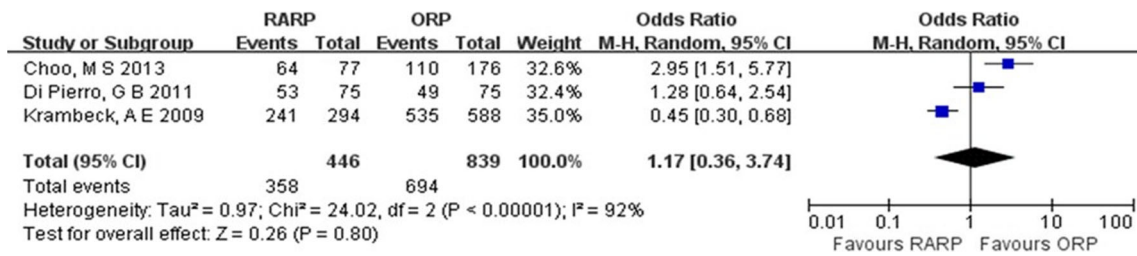 RARP ORP Odds Ratio Odds Ratio
Study or Subgroup Events Total Events Total Weight M-H, Random, 95% CI M-H, Random, 95% CI
Choo, M S 2013 64 77 110 176 32.6% 2.95 [1.51, 5.77]
Di Pierro, G B 2011 53 75 49 75 32.4% 1.28 [0.64, 2.54]
Krambeck, A E 2009 241 294 535 588 35.0% 0.45 [0.30, 0.68]
Total (95% CI) 446 839 100.0% 1.17 [0.36, 3.74]
Total events 358 694
Heterogeneity: Tau² = 0.97; Chi² = 24.02, df = 2 (P < 0.00001); I² = 92%
Test for overall effect: Z = 0.26 (P = 0.80)
0.01 0.1 1 10 100
Favours RARP Favours ORP